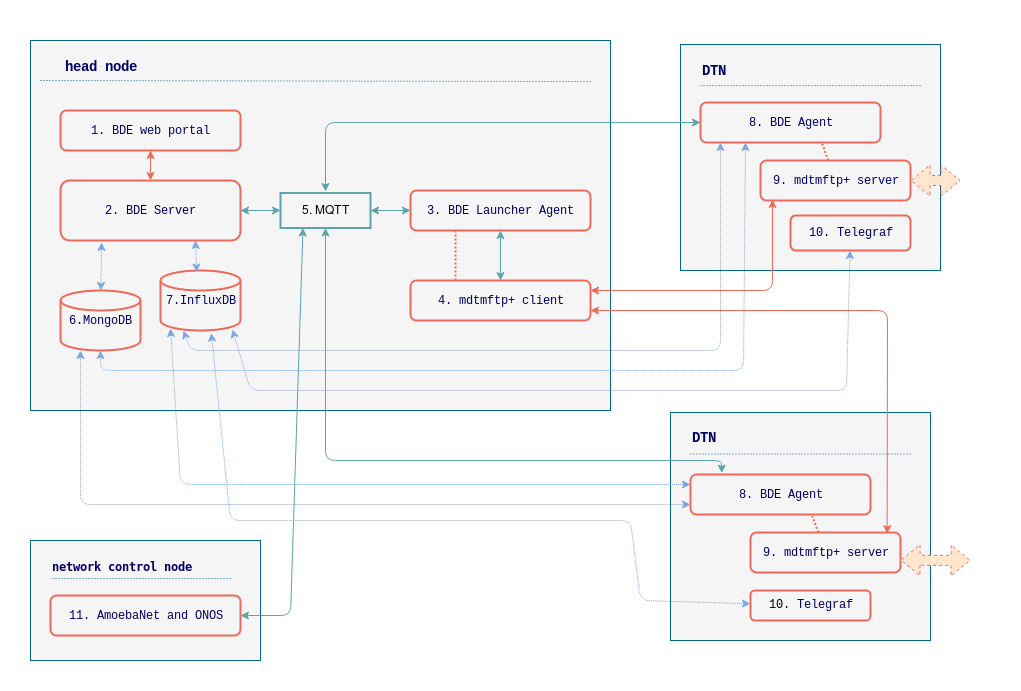 head node
1. BDE web portal
2. BDE Server
5. MQTT
3. BDE Launcher Agent
4. mdtmftp+ client
6.MongoDB
7.InfluxDB
DTN
8. BDE Agent
9. mdtmftp+ server
10. Telegraf
DTN
8. BDE Agent
9. mdtmftp+ server
10. Telegraf
network control node
11. AmoebaNet and ONOS